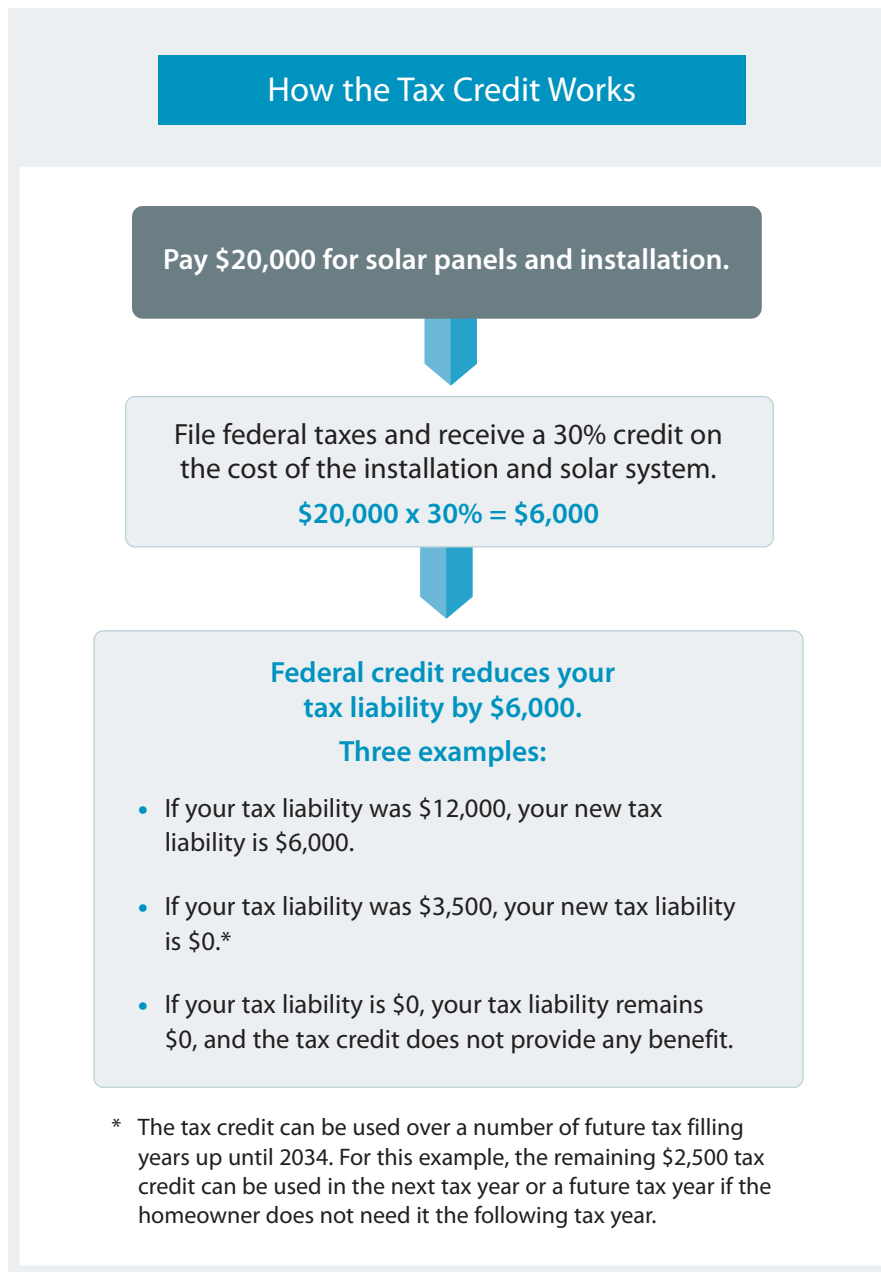 How the Tax Credit Works
Pay $20,000 for solar panels and installation.
File federal taxes and receive a 30% credit on
the cost of the installation and solar system.
$20,000 x 30% = $6,000
Federal credit reduces your
tax liability by $6,000.
Three examples:
• If your tax liability was $12,000, your new tax
liability is $6,000.
• If your tax liability was $3,500, your new tax liability
is $0.*
• If your tax liability is $0, your tax liability remains
$0, and the tax credit does not provide any benefit.
* The tax credit can be used over a number of future tax filling
years up until 2034. For this example, the remaining $2,500 tax
credit can be used in the next tax year or a future tax year if the
homeowner does not need it the following tax year.